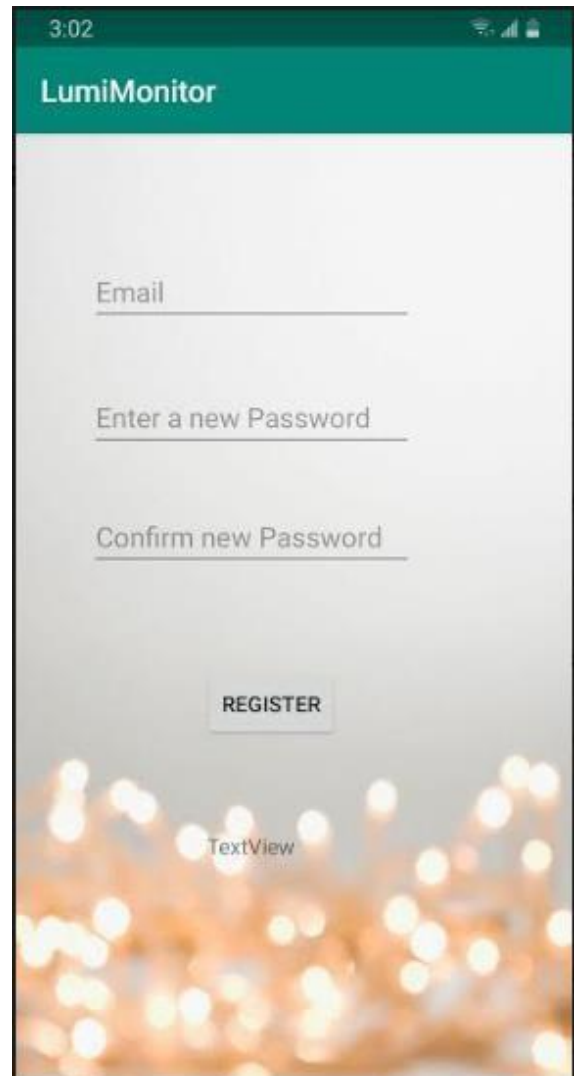 3:02
LumiMonitor
Email
Enter a new Password
Confirm new Password
REGISTER
TextView